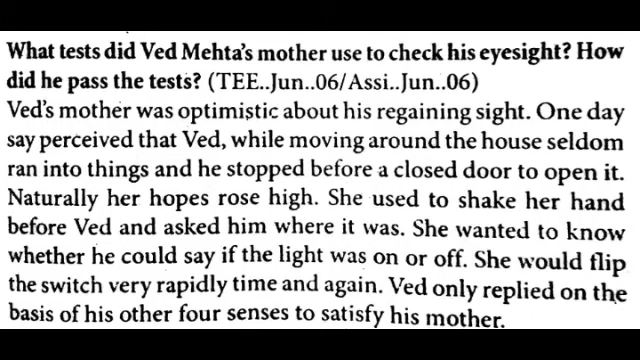 What tests did Ved Mehta's mother use to check his eyesight? How
did he pass the tests? (TEE..Jun..06/Assi..Jun..06)
Ved's mother was optimistic about his regaining sight. One day
say perceived that Ved, while moving around the house seldom
ran into things and he stopped before a closed door to open it.
Naturally her hopes rose high. She used to shake her hand
before Ved and asked him where it was. She wanted to know
whether he could say if the light was on or off. She would flip
the switch very rapidly time and again. Ved only replied on the
basis of his other four senses to satisfy his mother.